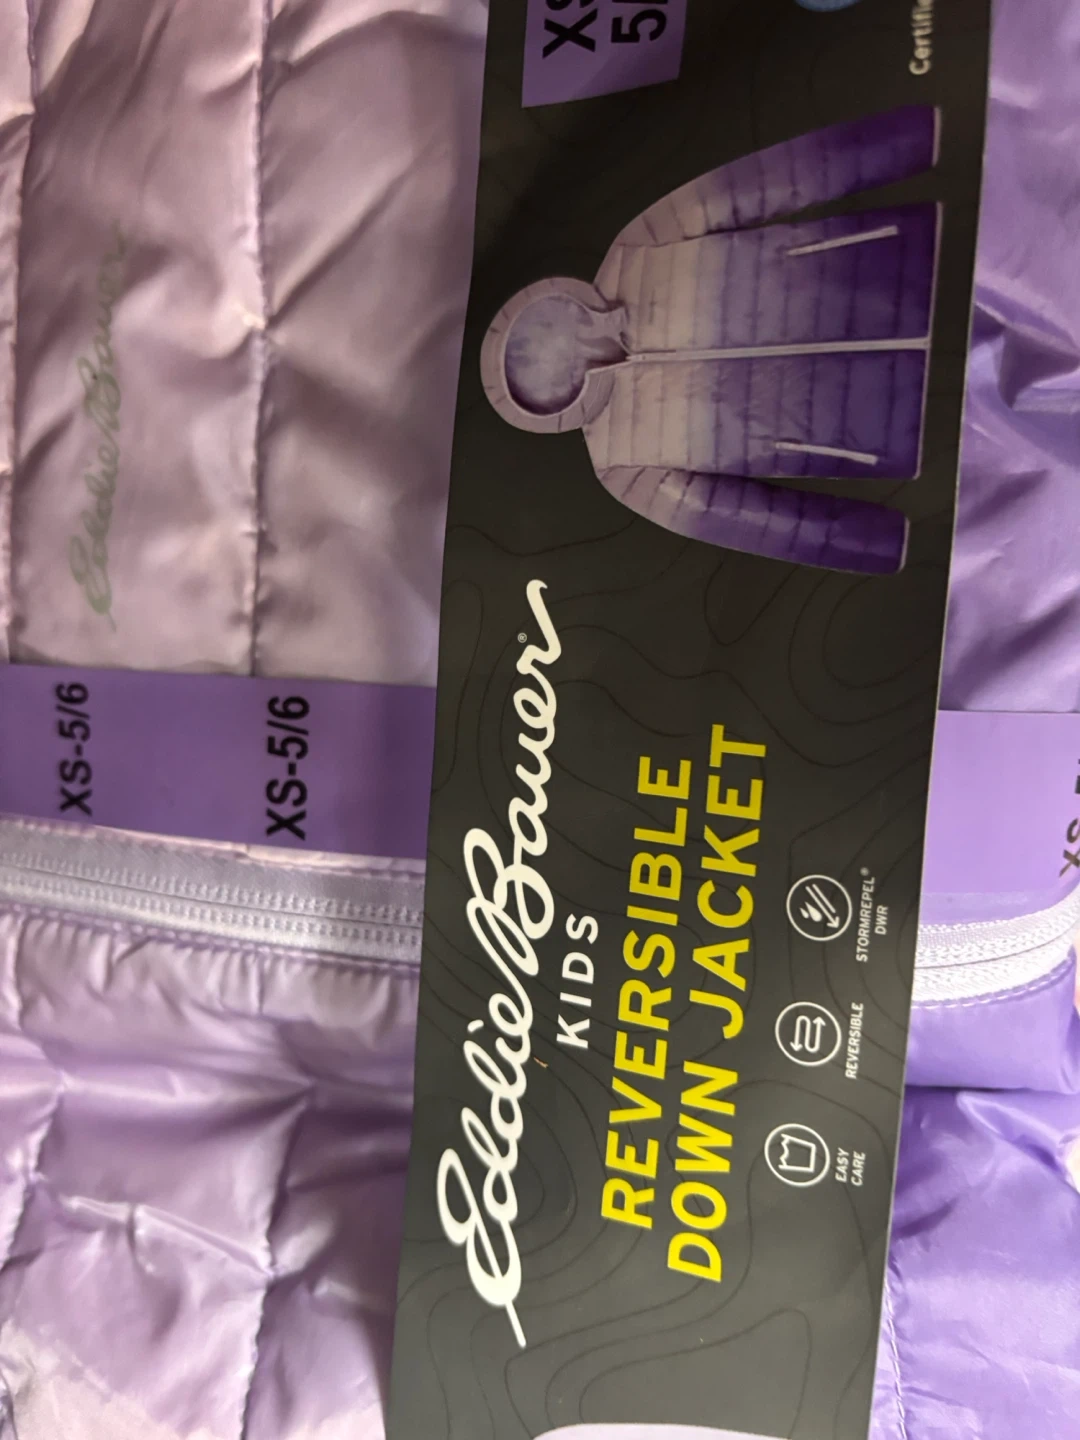 Eddie Bauer®
KIDS
REVERSIBLE
DOWN JACKET
EASY
CARE
REVERSIBLE
STORMREPEL®
DWR
XS-5/6
XS-5/6
Eddie Bauer